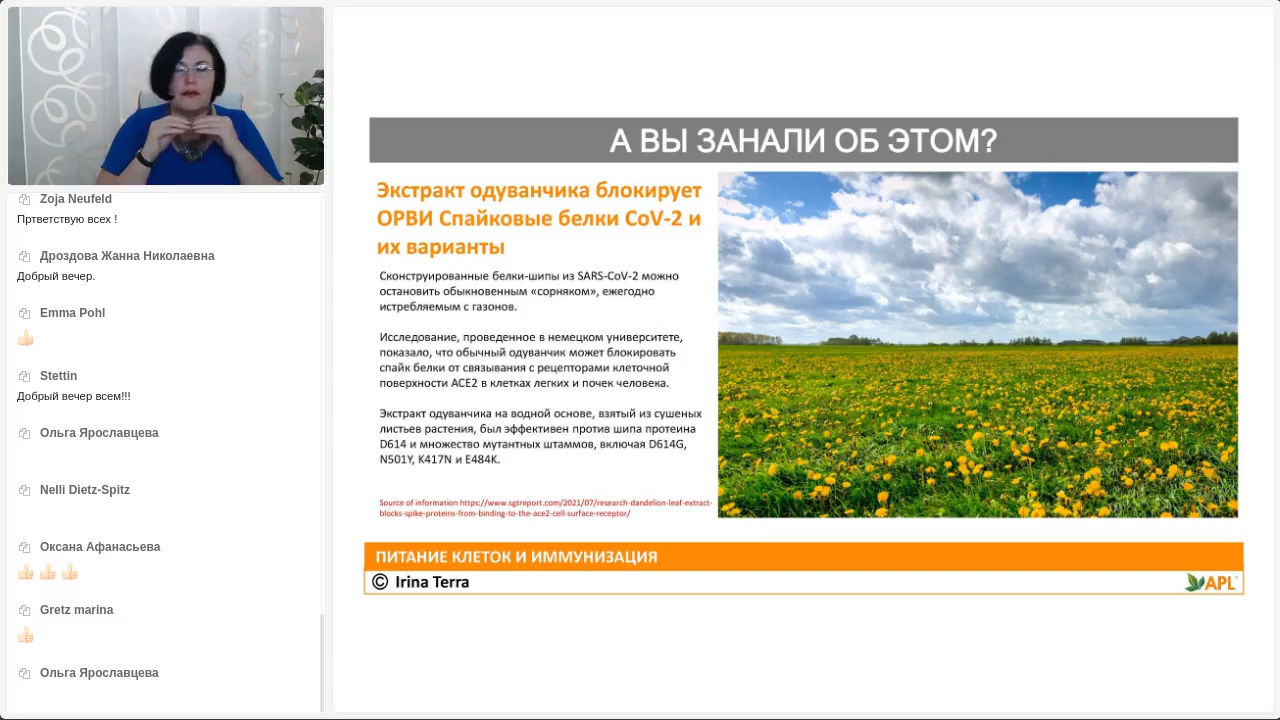 Zoja Neufeld
Пртветствую всех !
Дроздова Жанна Николаевна
Добрый вечер.
Emma Pohl
Stettin
Добрый вечер всем!!!
Ольга Ярославцева
Nelli Dietz-Spitz
Оксана Афанасьева
Gretz marina
Ольга Ярославцева
А ВЫ ЗАНАЛИ ОБ ЭТОМ?
Экстракт одуванчика блокирует
ОРВИ Спайковые белки CoV-2 и
их варианты
Сконструированные белки-шипы из SARS-CoV-2 можно
остановить обыкновенным «сорняком», ежегодно
истребляемым с газонов.
Исследование, проведенное в немецком университете,
показало, что обычный одуванчик может блокировать
спайк белки от связывания с рецепторами клеточной
поверхности ACE2 в клетках легких и почек человека.
Экстракт одуванчика на водной основе, взятый из сушеных
листьев растения, был эффективен против шипа протеина
D614 и множество мутантных штаммов, включая D614G,
N501Y, K417N и E484K.
Source of information https://www.sgtreport.com/2021/07/research-dandelion-leaf-extract-
blocks-spike-proteins-from-binding-to-the-ace2-cell-surface-receptor/
ПИТАНИЕ КЛЕТОК И ИММУНИЗАЦИЯ
© Irina Terra
APL